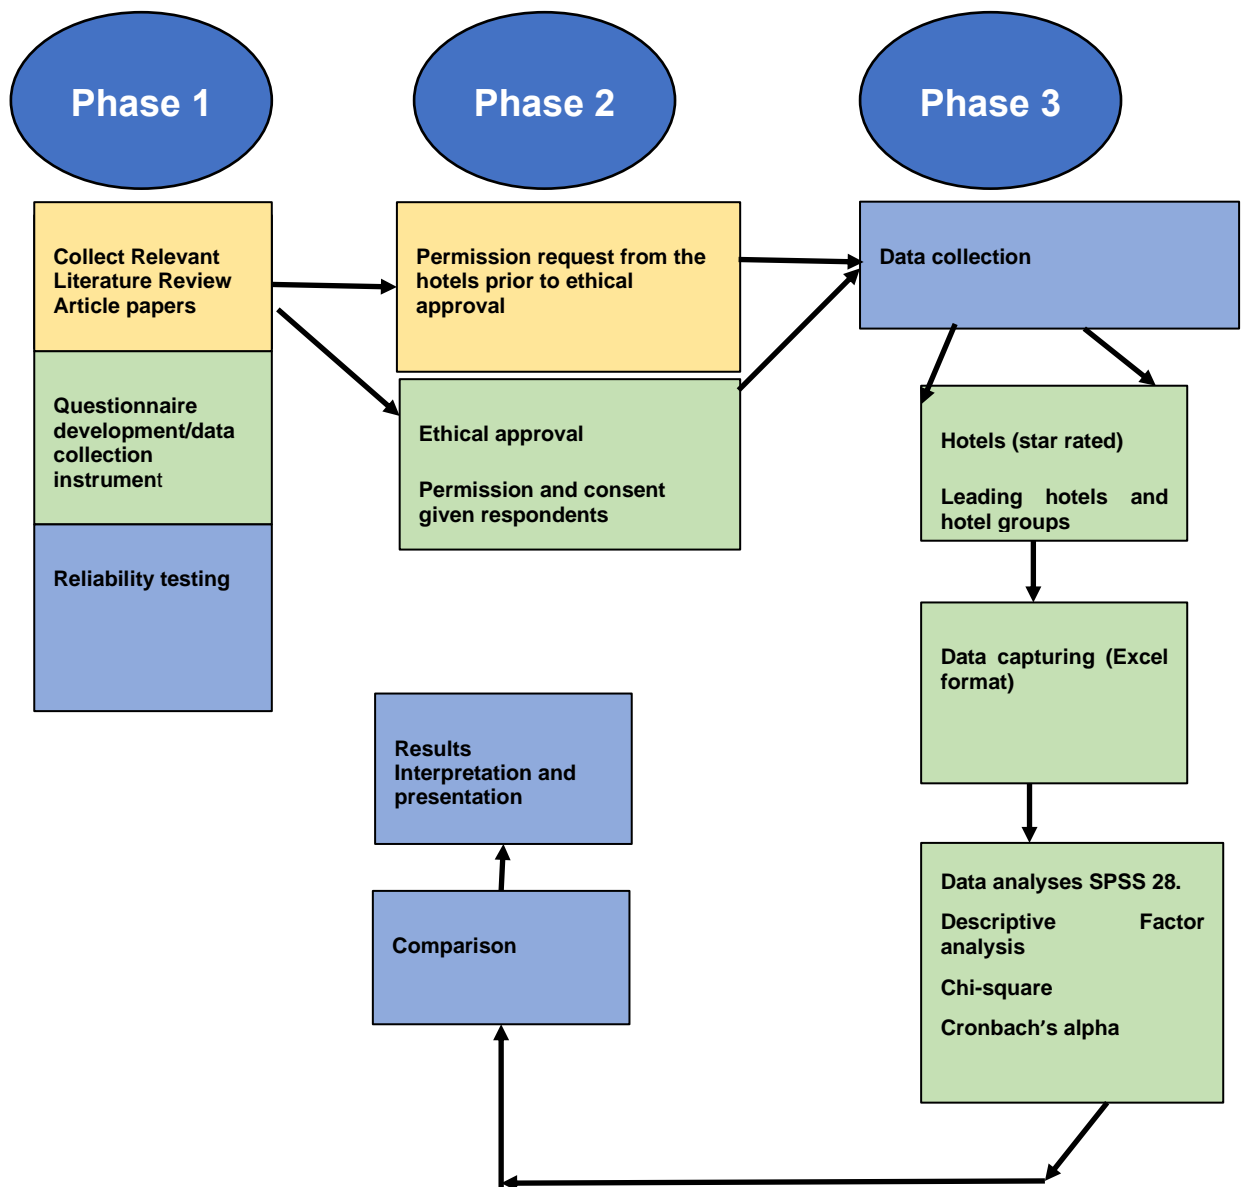 Phase 1
Phase 2
Phase 3
Collect Relevant
Literature Review
Article papers
Questionnaire
development/data
collection
instrument
Reliability testing
Permission request from the
hotels prior to ethical
approval
Ethical approval
Permission and consent
given respondents
Data collection
Hotels (star rated)
Leading hotels and
hotel groups
Data capturing (Excel
format)
Data analyses SPSS 28.
Descriptive Factor
analysis
Chi-square
Cronbach’s alpha
Comparison
Results
Interpretation and
presentation